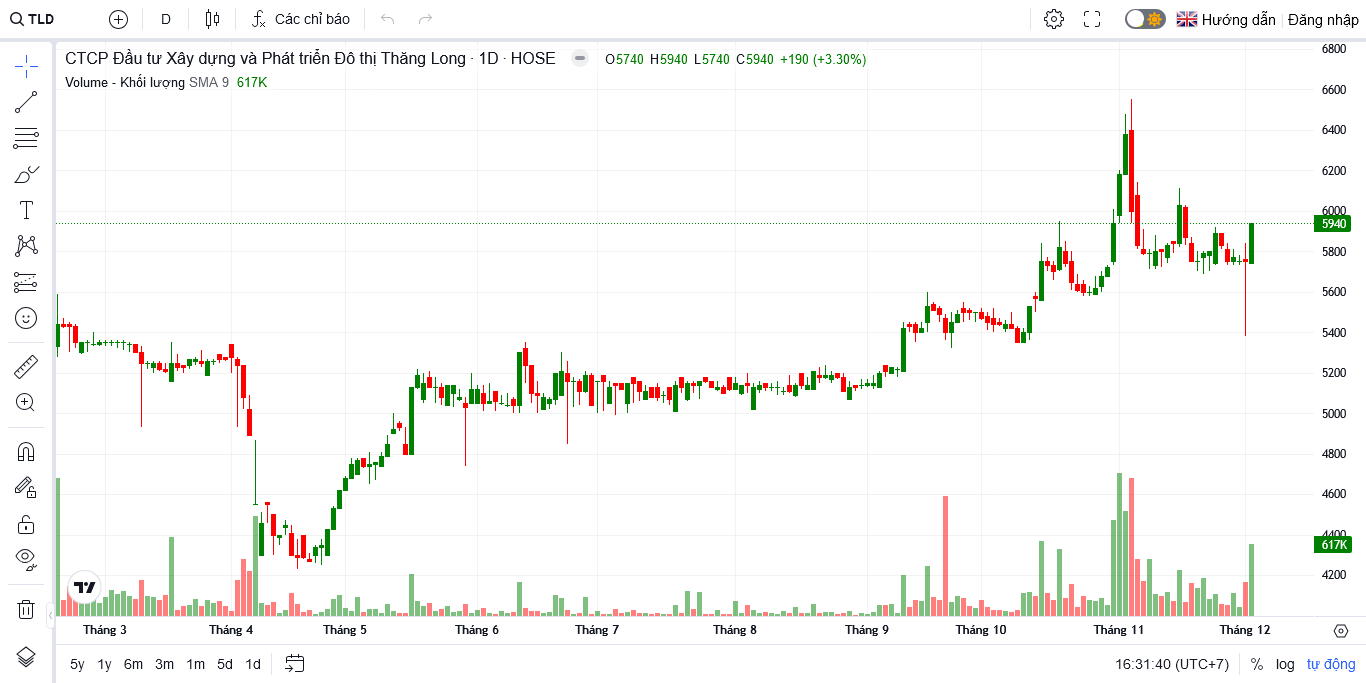 TLD D Các chỉ báo Hướng dẫn Đăng nhập
CTCP Đầu tư Xây dựng và Phát triển Đô thị Thăng Long · 1D · HOSE O5740 H5940 L5740 C5940 +190 (+3.30%)
Volume - Khối lượng SMA 9 617K
6800
6600
6400
6200
6000
5940
5800
5600
5400
5200
5000
4800
4600
4400
617K
4200
Tháng 3 Tháng 4 Tháng 5 Tháng 6 Tháng 7 Tháng 8 Tháng 9 Tháng 10 Tháng 11 Tháng 12
5y 1y 6m 3m 1m 5d 1d 16:31:40 (UTC+7) % log tự động